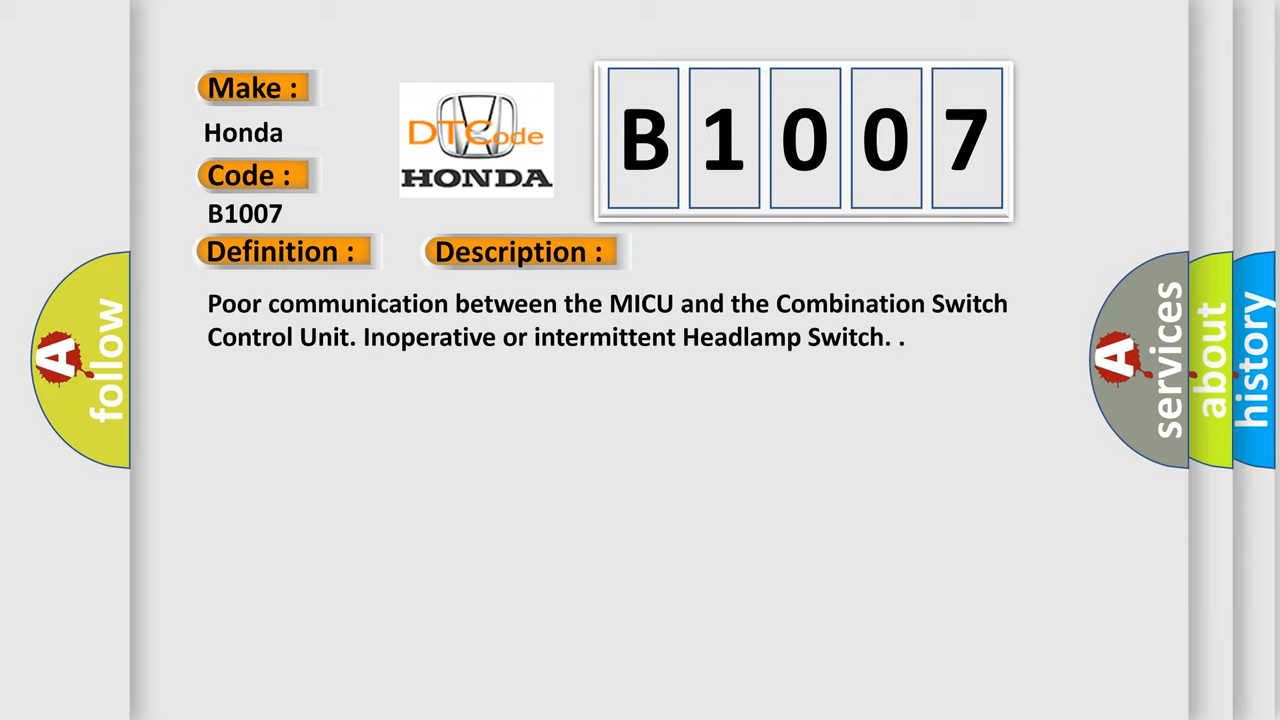 Make :
Honda
Code :
B1007
DTCode
HONDA
B 1 0 0 7
Definition :
Description :
Poor communication between the MICU and the Combination Switch
Control Unit. Inoperative or intermittent Headlamp Switch. .
A
follow
A
services
about
history